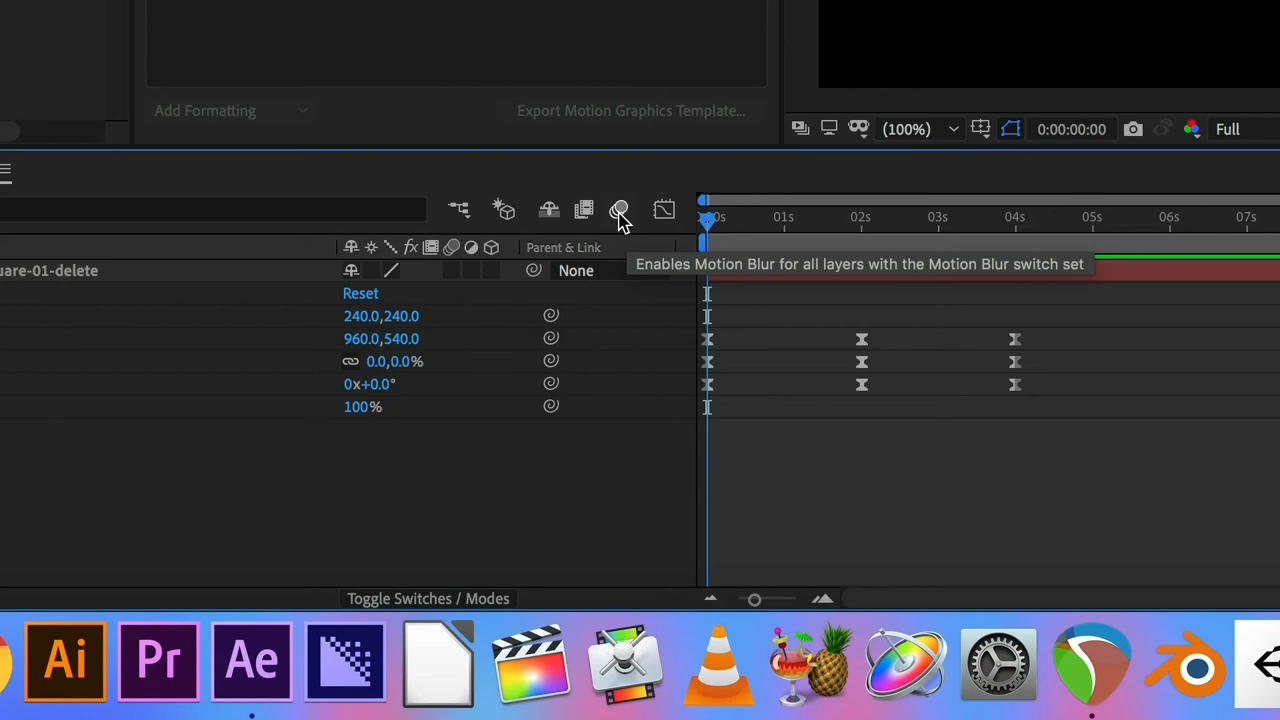 Add Formatting
Export Motion Graphics Template...
(100%)
0:00:00:00
Full
:00s 01s 02s 03s 04s 05s 06s 07s
fx
Parent & Link
uare-01-delete
None
Enables Motion Blur for all layers with the Motion Blur switch set
Reset
240.0,240.0
960.0,540.0
0.0,0.0%
0x+0.0°
100%
Toggle Switches / Modes
Ai
Pr
Ae